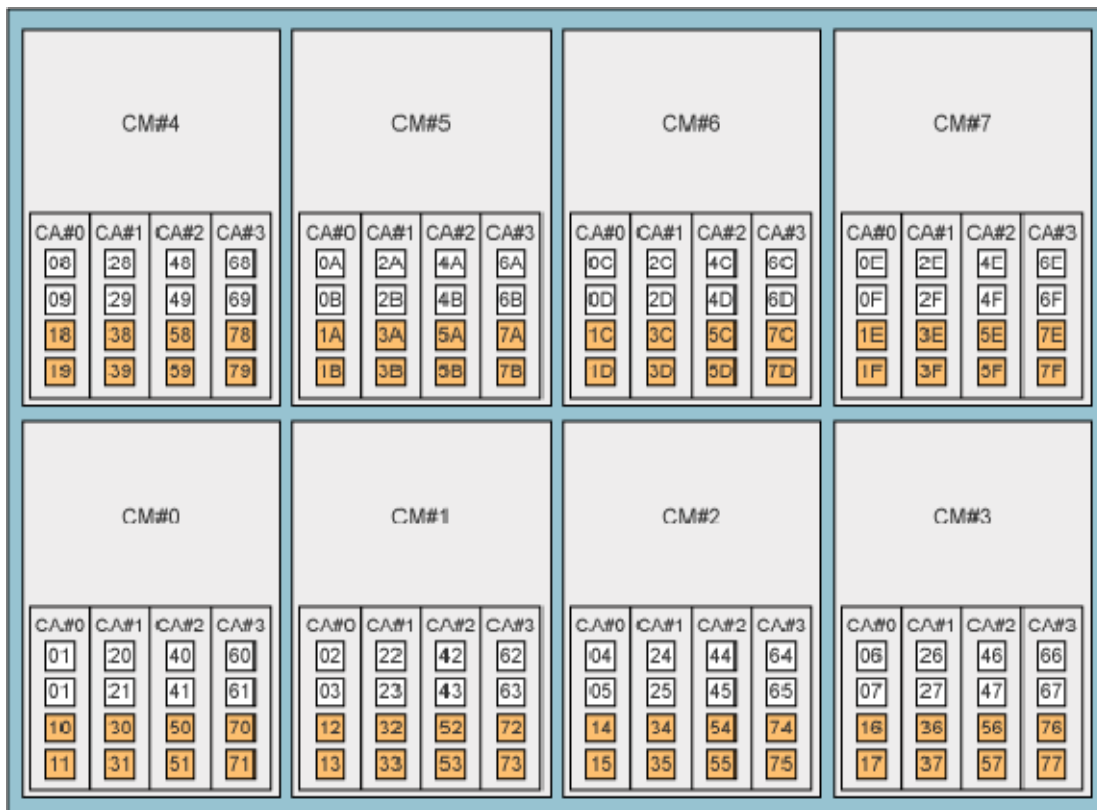 CM#4 CM#5 CM#6 CM#7
CA#0 CA#1 CA#2 CA#3 CA#0 CA#1 CA#2 CA#3 CA#0 CA#1 CA#2 CA#3 CA#0 CA#1 CA#2 CA#3
08 28 48 68 0A 2A 4A 6A 0C 2C 4C 6C 0E 2E 4E 6E
09 29 49 69 0B 2B 4B 6B 0D 2D 4D 6D 0F 2F 4F 6F
18 38 58 78 1A 3A 5A 7A 1C 3C 5C 7C 1E 3E 5E 7E
19 39 59 79 1B 3B 5B 7B 1D 3D 5D 7D 1F 3F 5F 7F
CM#0 CM#1 CM#2 CM#3
CA#0 CA#1 CA#2 CA#3 CA#0 CA#1 CA#2 CA#3 CA#0 CA#1 CA#2 CA#3 CA#0 CA#1 CA#2 CA#3
01 20 40 60 02 22 42 62 04 24 44 64 06 26 46 66
01 21 41 61 03 23 43 63 05 25 45 65 07 27 47 67
10 30 50 70 12 32 52 72 14 34 54 74 16 36 56 76
11 31 51 71 13 33 53 73 15 35 55 75 17 37 57 77